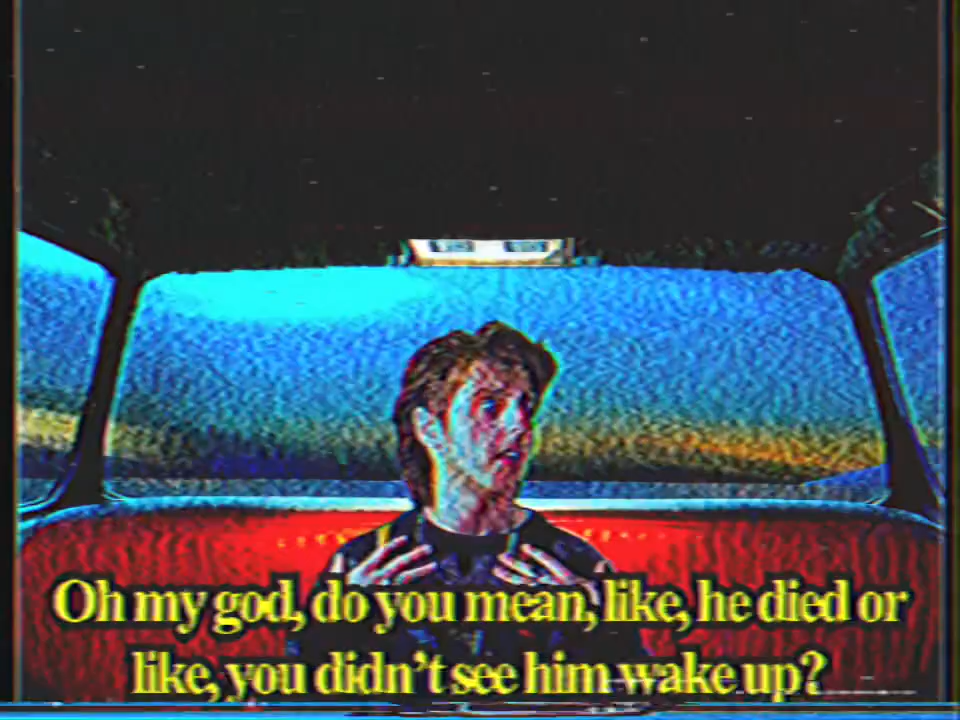 Oh my god, do you mean, like, he died or
like, you didn't see him wake up?